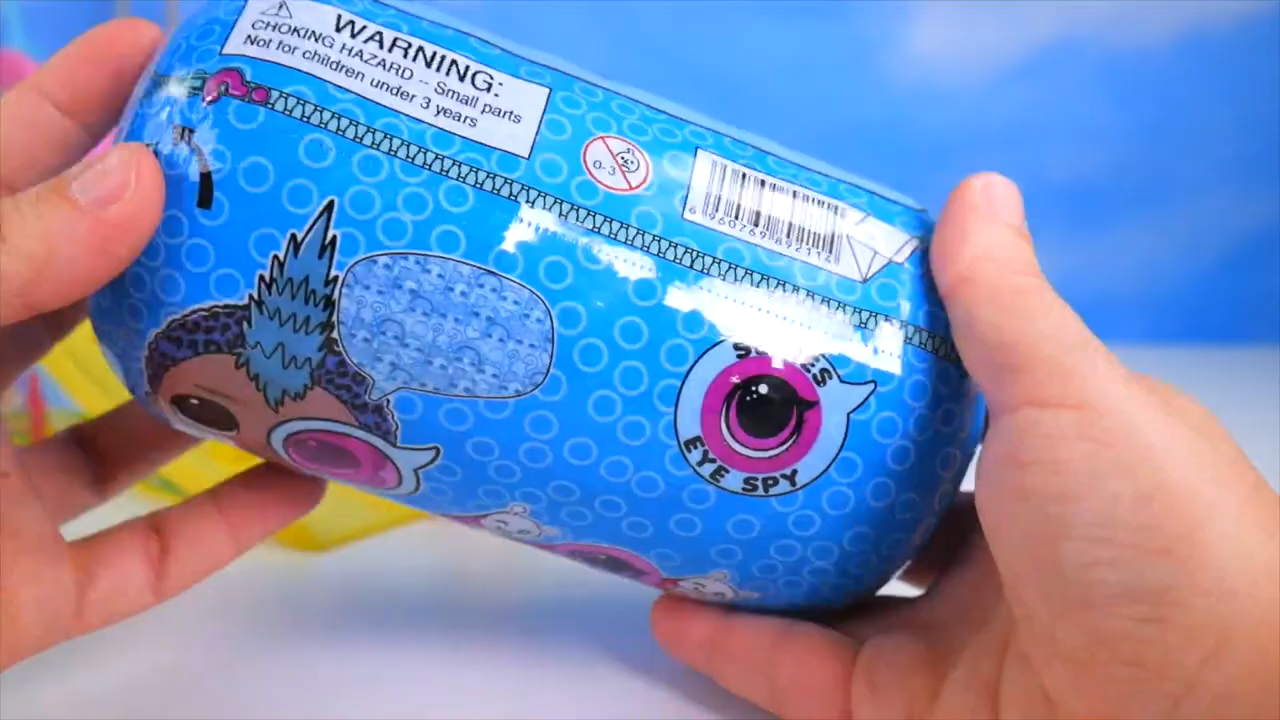 WARNING:
CHOKING HAZARD -- Small parts
Not for children under 3 years
0-3
EYE SPY